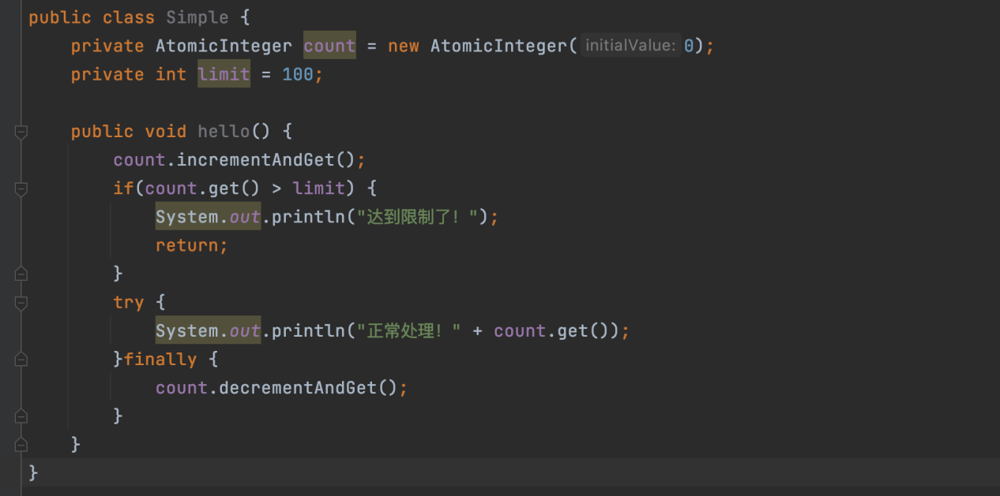 public class Simple {
private AtomicInteger count = new AtomicInteger( initialValue: 0);
private int limit = 100;
public void hello() {
count.incrementAndGet();
if(count.get() > limit) {
System.out.println("达到限制了！");
return;
}
try {
System.out.println("正常处理！" + count.get());
}finally {
count.decrementAndGet();
}
}
}